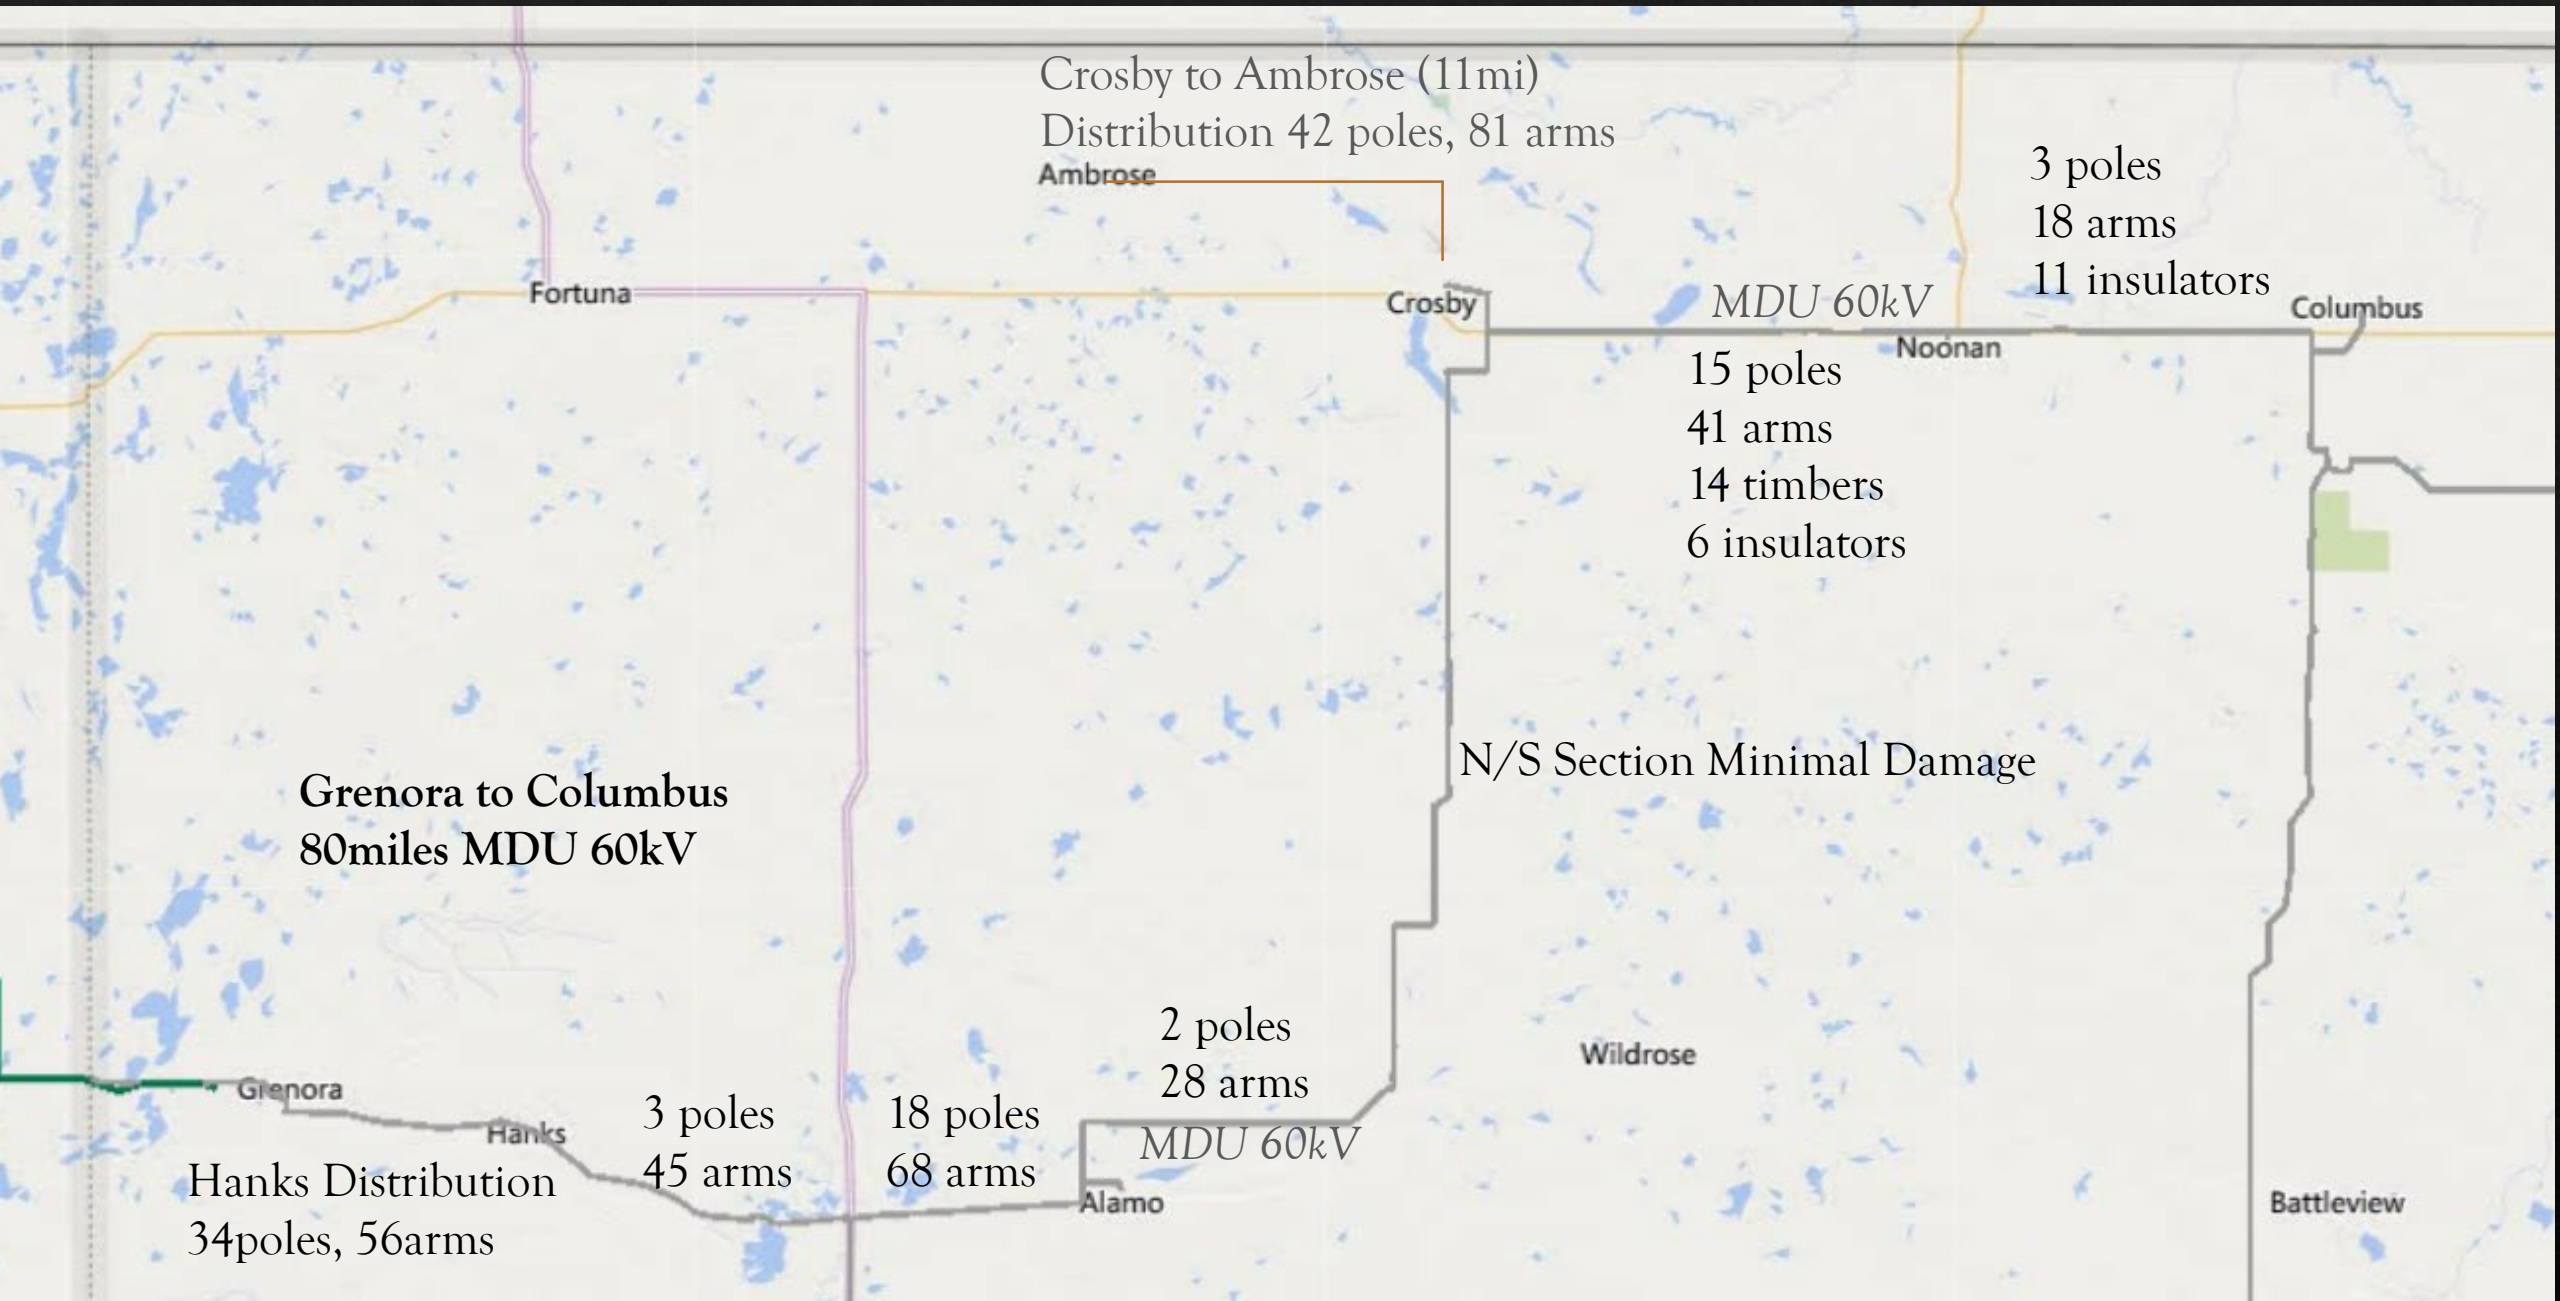 Crosby to Ambrose (11mi)
Distribution 42 poles, 81 arms
Ambrose
3 poles
18 arms
11 insulators
Fortuna
Crosby
MDU 60kV
Columbus
Noonan
15 poles
41 arms
14 timbers
6 insulators
N/S Section Minimal Damage
Grenora to Columbus
80miles MDU 60kV
2 poles
28 arms
Wildrose
Grenora
Hanks
3 poles
45 arms
18 poles
68 arms
MDU 60kV
Alamo
Battleview
Hanks Distribution
34poles, 56arms